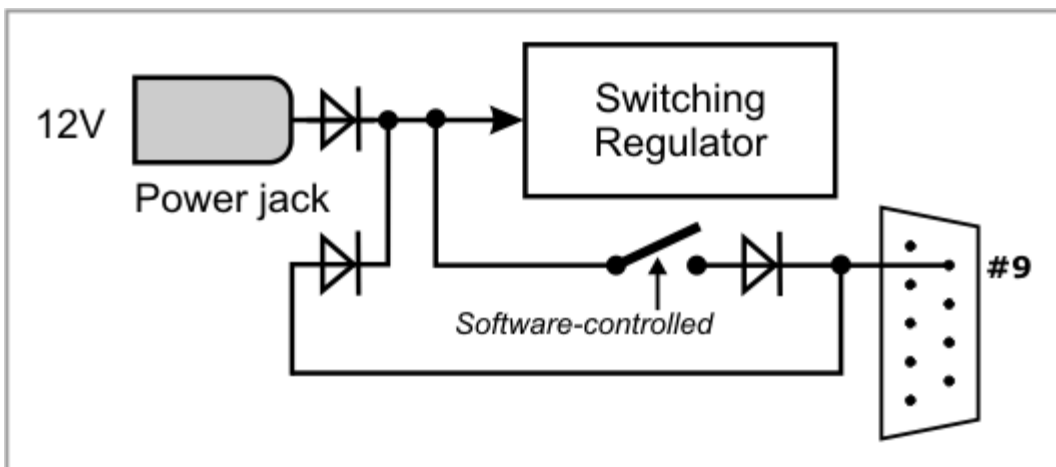 12V
Power jack
Switching
Regulator
Software-controlled
#9